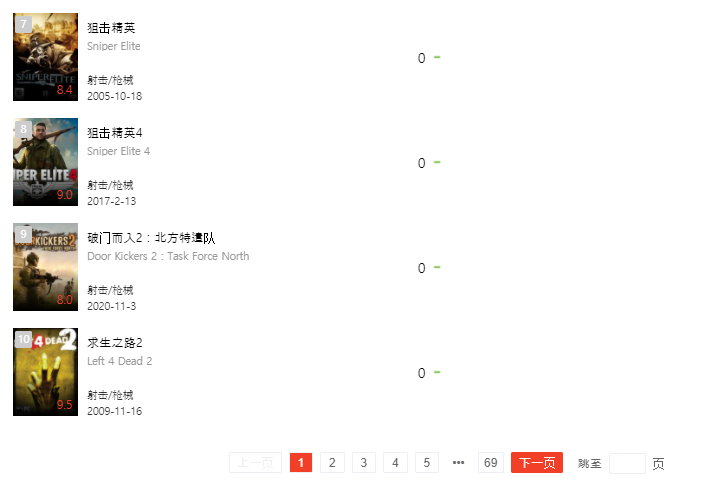 7
狙击精英
Sniper Elite
SNIPER ELITE
8.4
射击/枪械
2005-10-18
0 -
8
狙击精英4
Sniper Elite 4
IPER ELITE4
9.0
射击/枪械
2017-2-13
0 -
9
破门而入2：北方特遣队
Door Kickers 2 : Task Force North
KICKERS 2
8.0
射击/枪械
2020-11-3
0 -
10
求生之路2
Left 4 Dead 2
4 DEAD 2
9.5
射击/枪械
2009-11-16
0 -
上一页 1 2 3 4 5 ••• 69 下一页 跳至 页